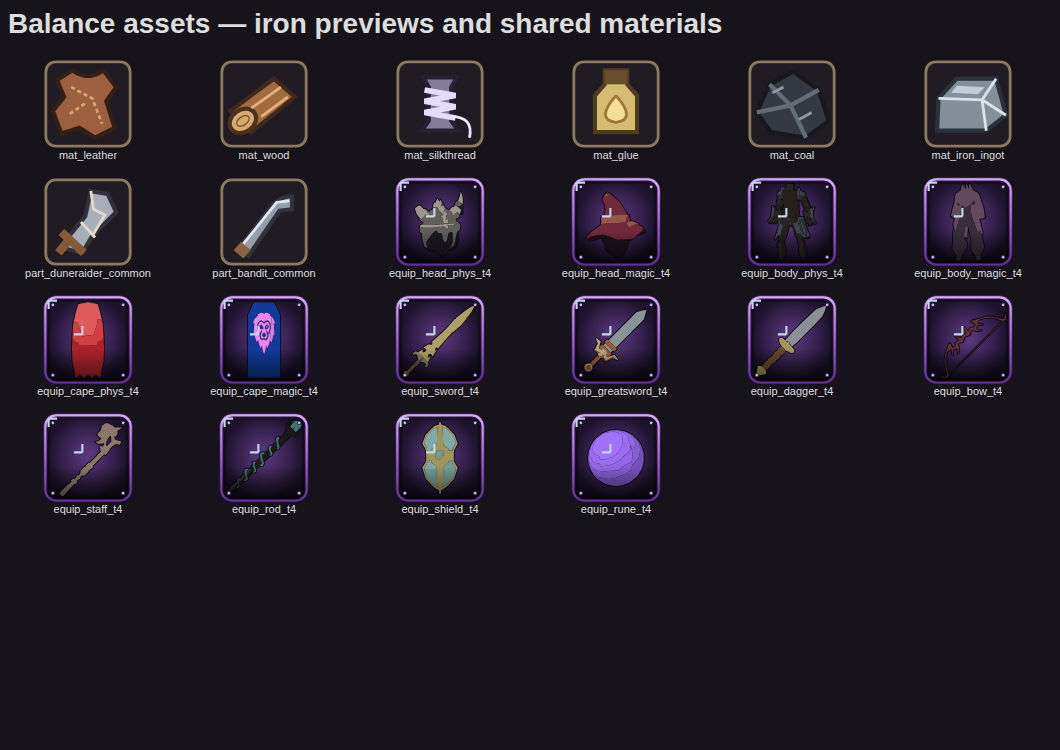 Balance assets — iron previews and shared materials
mat_leather mat_wood mat_silkthread mat_glue mat_coal mat_iron_ingot
part_duneraider_common part_bandit_common equip_head_phys_t4 equip_head_magic_t4 equip_body_phys_t4 equip_body_magic_t4
equip_cape_phys_t4 equip_cape_magic_t4 equip_sword_t4 equip_greatsword_t4 equip_dagger_t4 equip_bow_t4
equip_staff_t4 equip_rod_t4 equip_shield_t4 equip_rune_t4